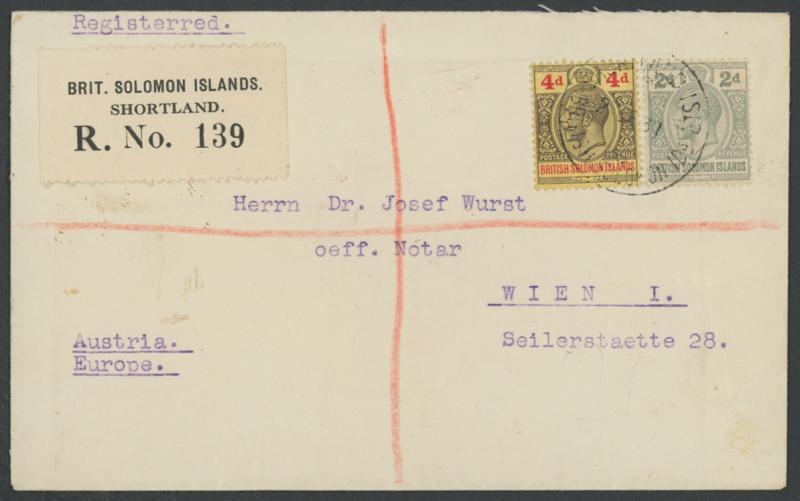 Registerred.
BRIT. SOLOMON ISLANDS.
SHORTLAND.
R. No. 139
4d 4d
POSTAGE REVENUE
BRITISH SOLOMON ISLANDS
2d 2d
REVENUE
BRITISH SOLOMON ISLANDS
Herrn Dr. Josef Wurst
oeff. Notar
WIEN I.
Seilerstaette 28.
Austria.
Europe.